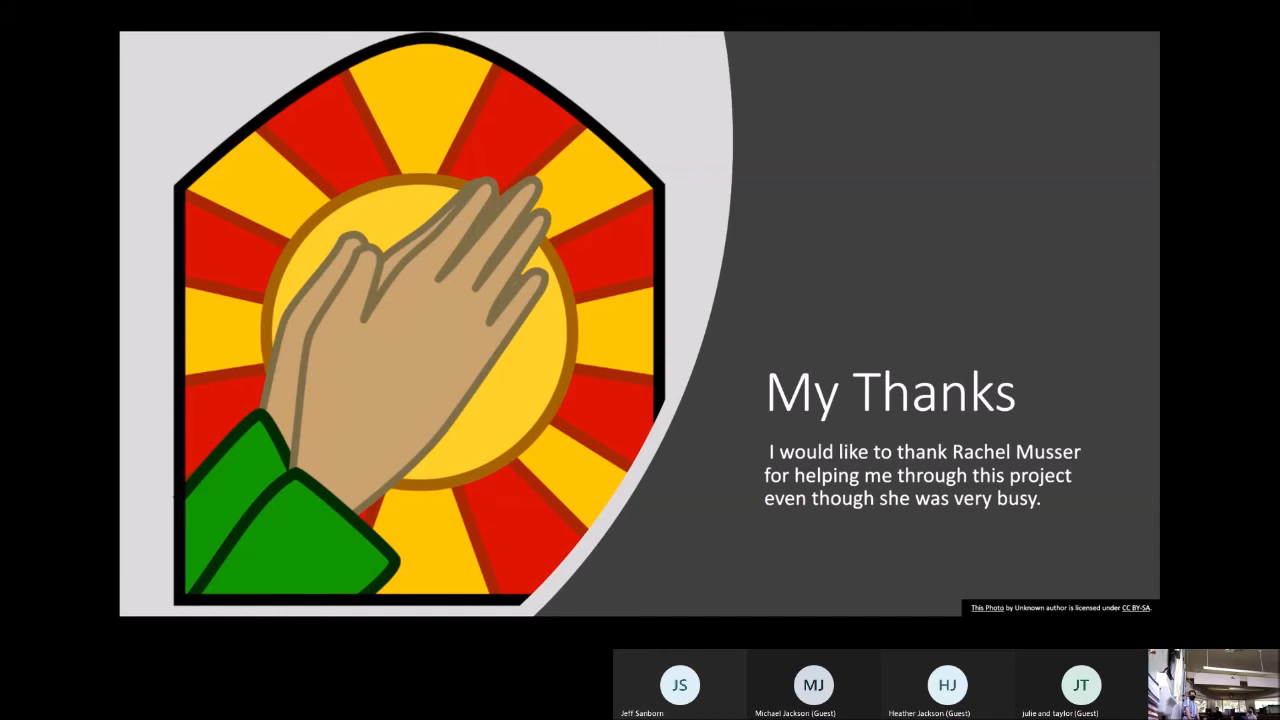 My Thanks
I would like to thank Rachel Musser
for helping me through this project
even though she was very busy.
This Photo by Unknown author is licensed under CC BY-SA.
JS
MJ
HJ
JT
Jeff Sanborn
Michael Jackson (Guest)
Heather Jackson (Guest)
julie and taylor (Guest)